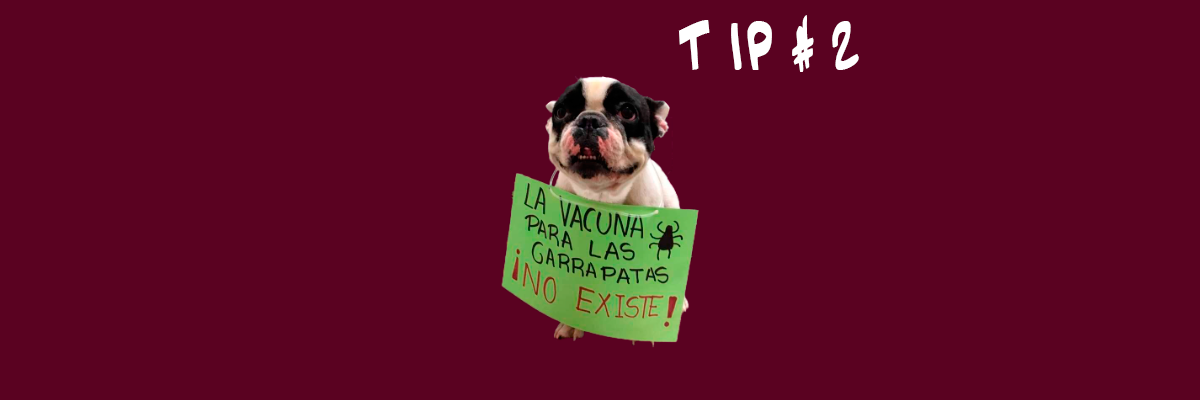 TIP #2
LA VACUNA
PARA LAS
GARRAPATAS
¡NO EXISTE!